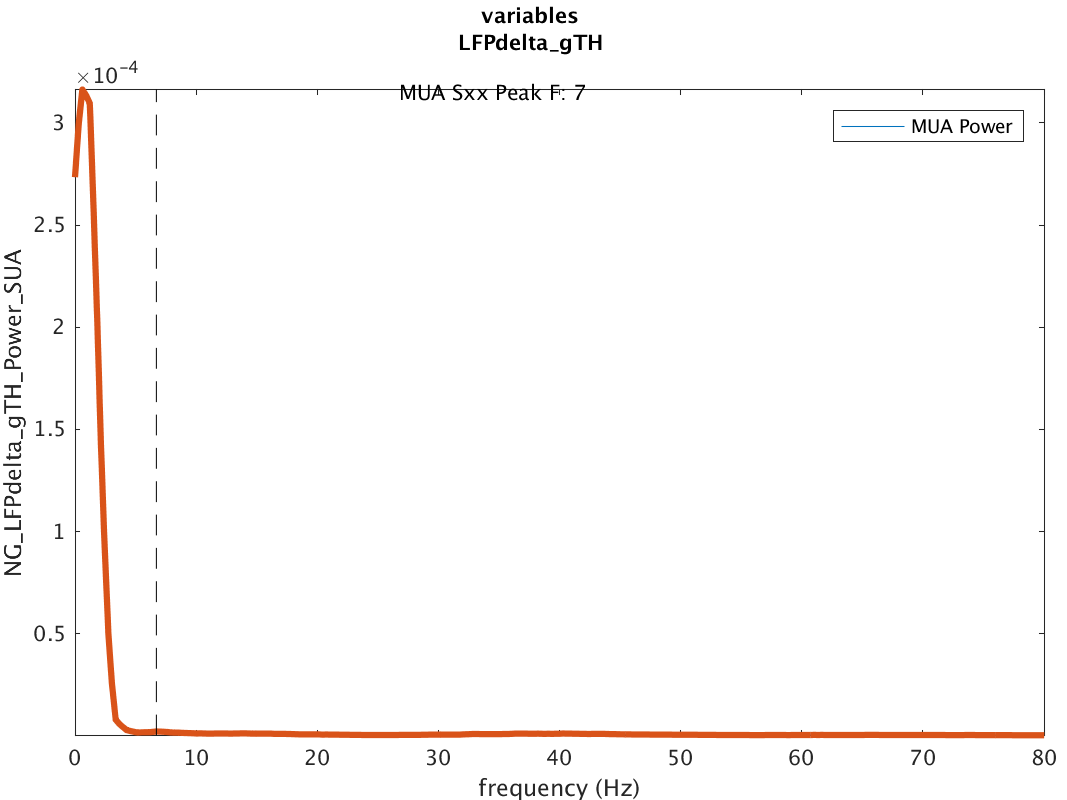 variables
LFPdelta_gTH
×10⁻⁴
MUA Sxx Peak F: 7
MUA Power
3
2.5
2
1.5
1
0.5
NG_LFPdelta_gTH_Power_SUA
0 10 20 30 40 50 60 70 80
frequency (Hz)